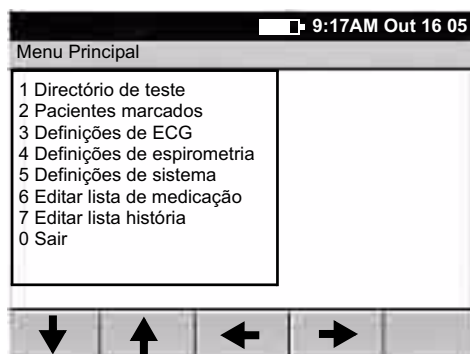 9:17AM Out 16 05
Menu Principal
1 Directório de teste
2 Pacientes marcados
3 Definições de ECG
4 Definições de espirometria
5 Definições de sistema
6 Editar lista de medicação
7 Editar lista história
0 Sair